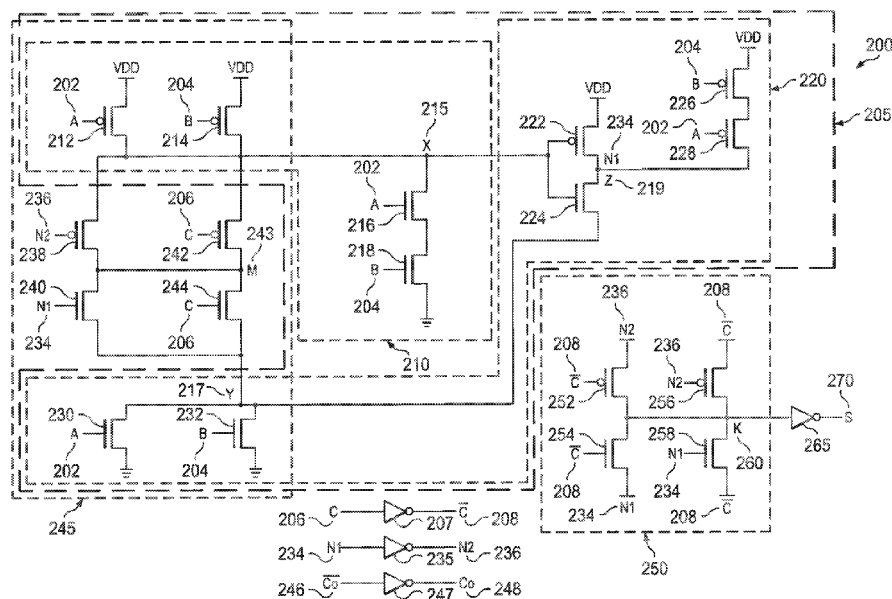 VDD
204
B
226
202
A
228
VDD
222
234
N1
Z
219
224
200
220
205
202
VDD
A
212
204
VDD
B
214
215
X
202
A
216
218
B
204
210
236
N2
238
206
C
242
243
M
240
N1
234
244
C
206
217
Y
230
A
202
232
B
204
245
236
N2
208
C̅
208
C̅
252
236
N2
256
254
C̅
208
258
N1
234
K
260
234
N1
208
C̅
250
265
S
270
206
C
207
C̅
208
234
N1
235
N2
236
246
C̅o̅
247
Co
248